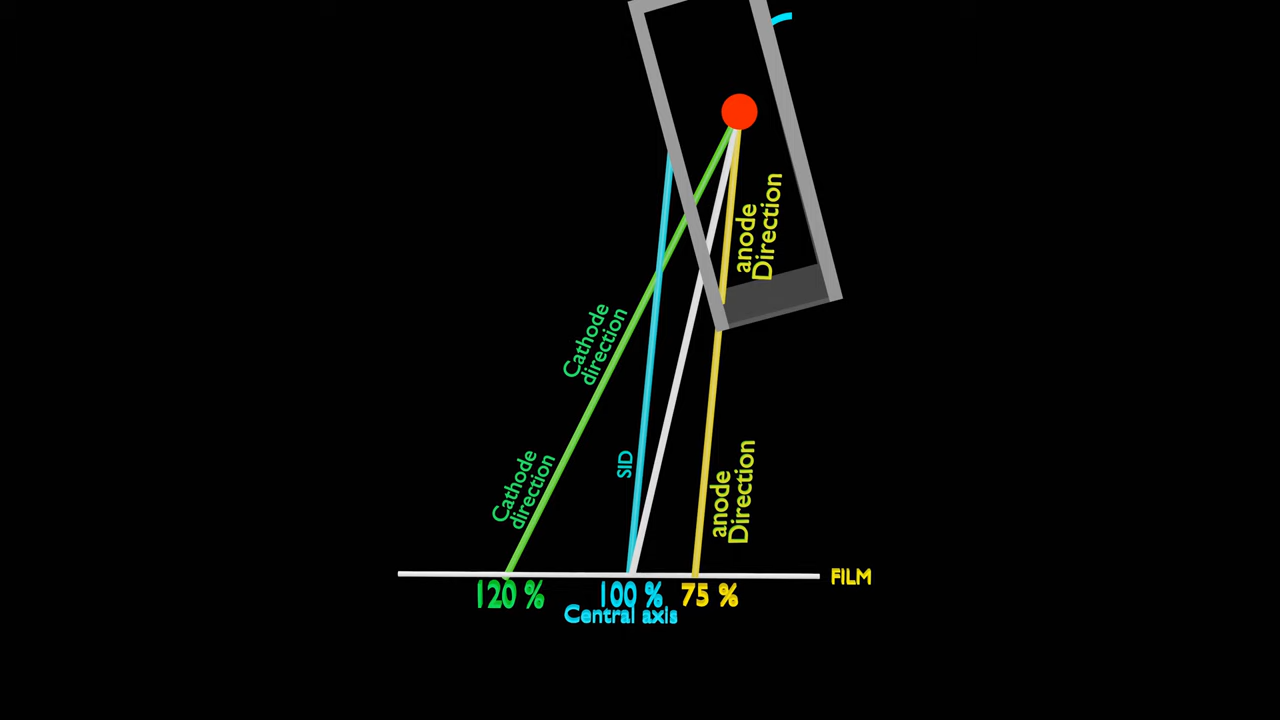 anode
Direction
Cathode
direction
SID
Cathode
direction
anode
Direction
FILM
120 %
100 %
75 %
Central axis